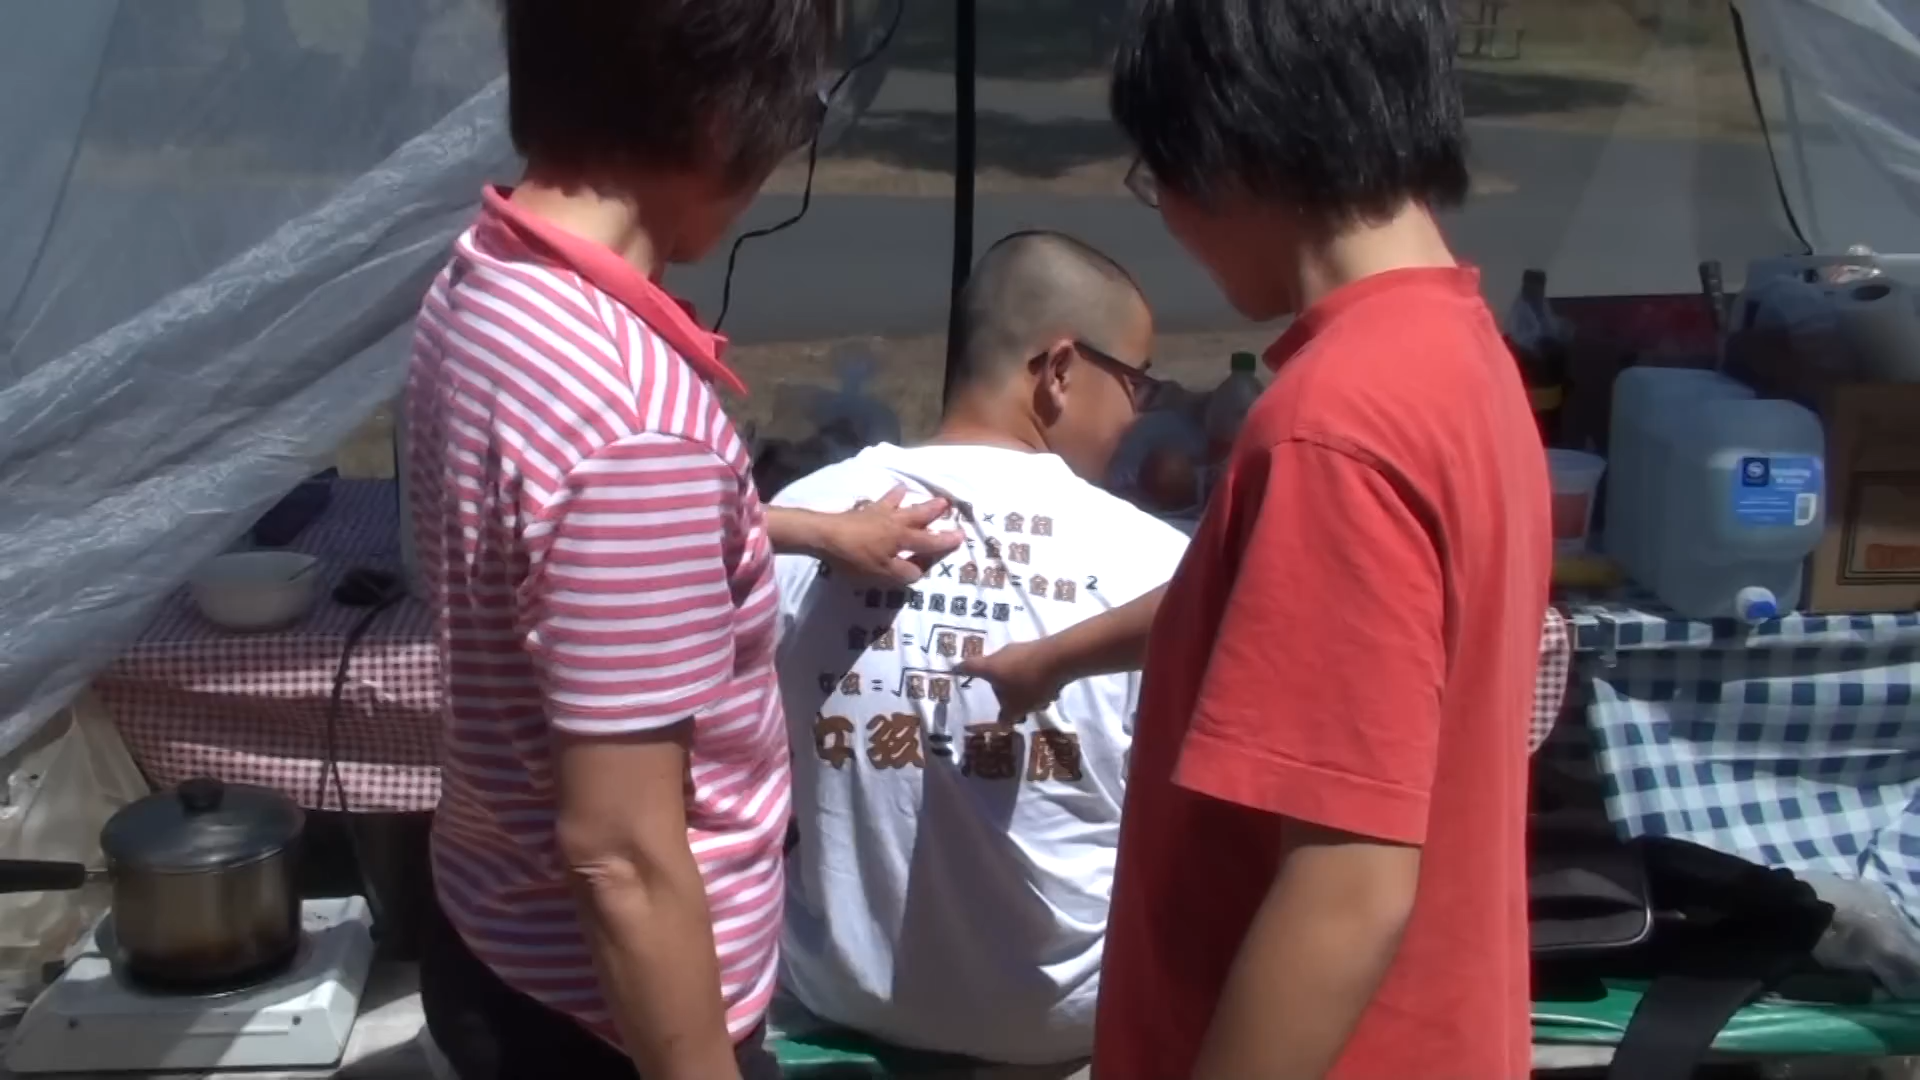 × 金錢
= 金錢
× 金錢 = 金錢²
"金錢是萬惡之源"
金錢 = √惡魔
女孩 = √惡魔²
女孩 = 惡魔